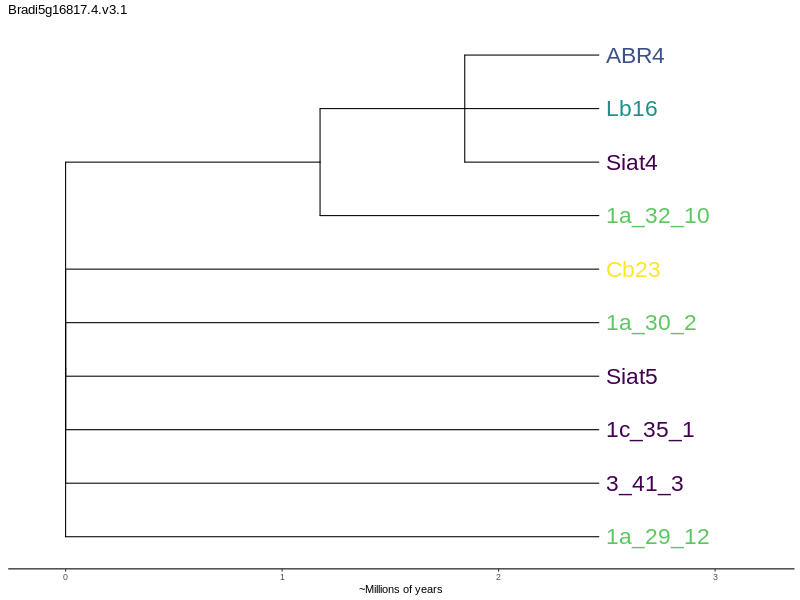 Bradi5g16817.4.v3.1
ABR4
Lb16
Siat4
1a_32_10
Cb23
1a_30_2
Siat5
1c_35_1
3_41_3
1a_29_12
0 1 2 3
~Millions of years